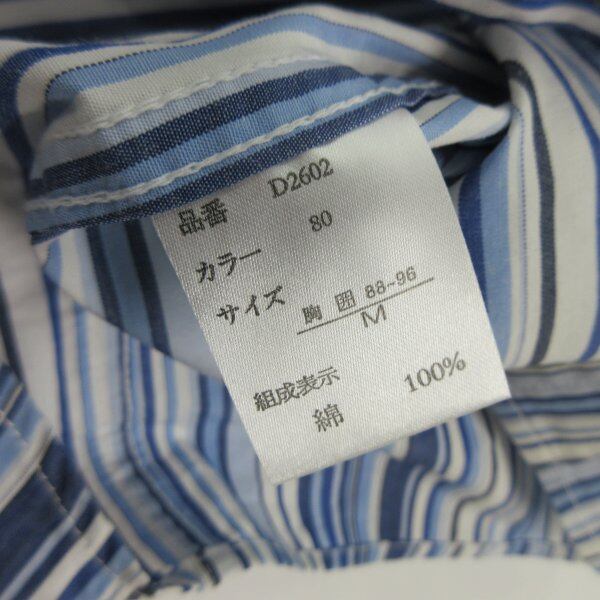 品番 D2602
カラー 80
サイズ 胸囲 88-96
M
組成表示
綿 100%